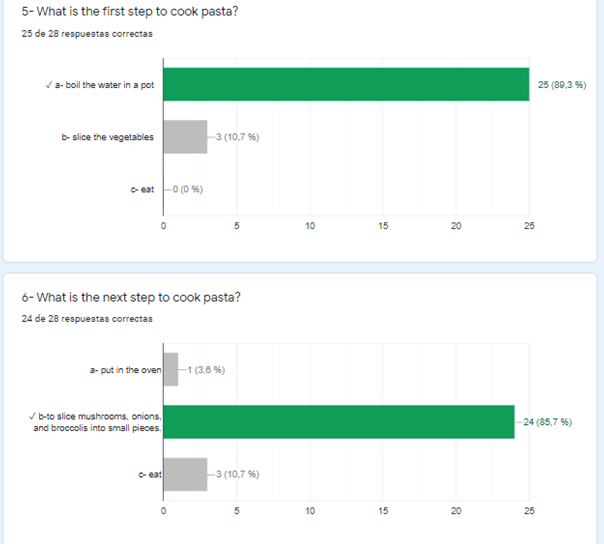 5- What is the first step to cook pasta?
25 de 28 respuestas correctas
✓ a- boil the water in a pot
25 (89,3 %)
b- slice the vegetables
3 (10,7 %)
c- eat
0 (0 %)
0 5 10 15 20 25
6- What is the next step to cook pasta?
24 de 28 respuestas correctas
a- put in the oven
1 (3,6 %)
✓ b-to slice mushrooms, onions,
and broccolis into small pieces.
24 (85,7 %)
c- eat
3 (10,7 %)
0 5 10 15 20 25